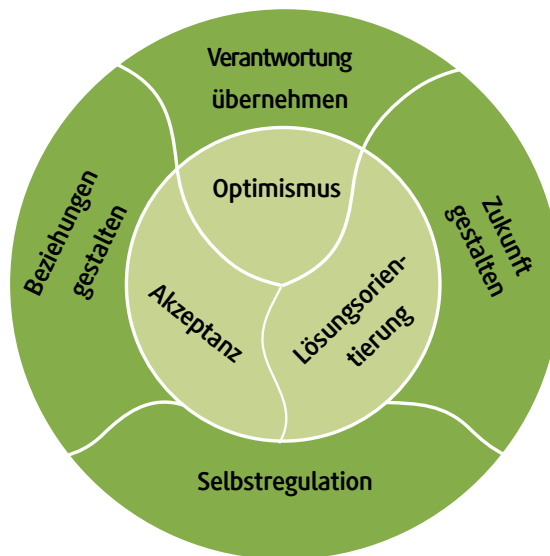 Verantwortung
übernehmen
Optimismus
Beziehungen
gestalten
Zukunft
gestalten
Akzeptanz
Lösungsorien-
tierung
Selbstregulation